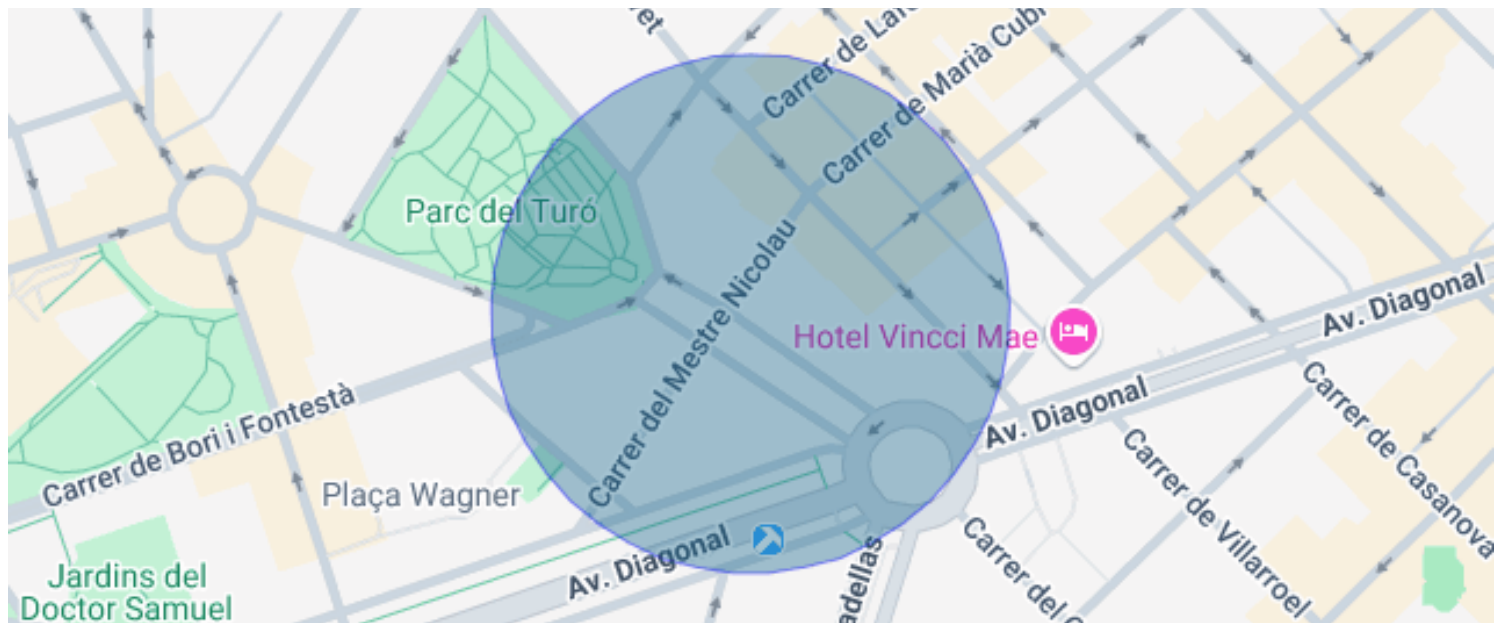 Carrer de Marià Cubí
Parc del Turó
Carrer del Mestre Nicolau
Hotel Vincci Mae
Av. Diagonal
Av. Diagonal
Carrer de Bori i Fontestà
Plaça Wagner
Carrer de Casanova
Carrer de Villarroel
Av. Diagonal
Jardins del
Doctor Samuel